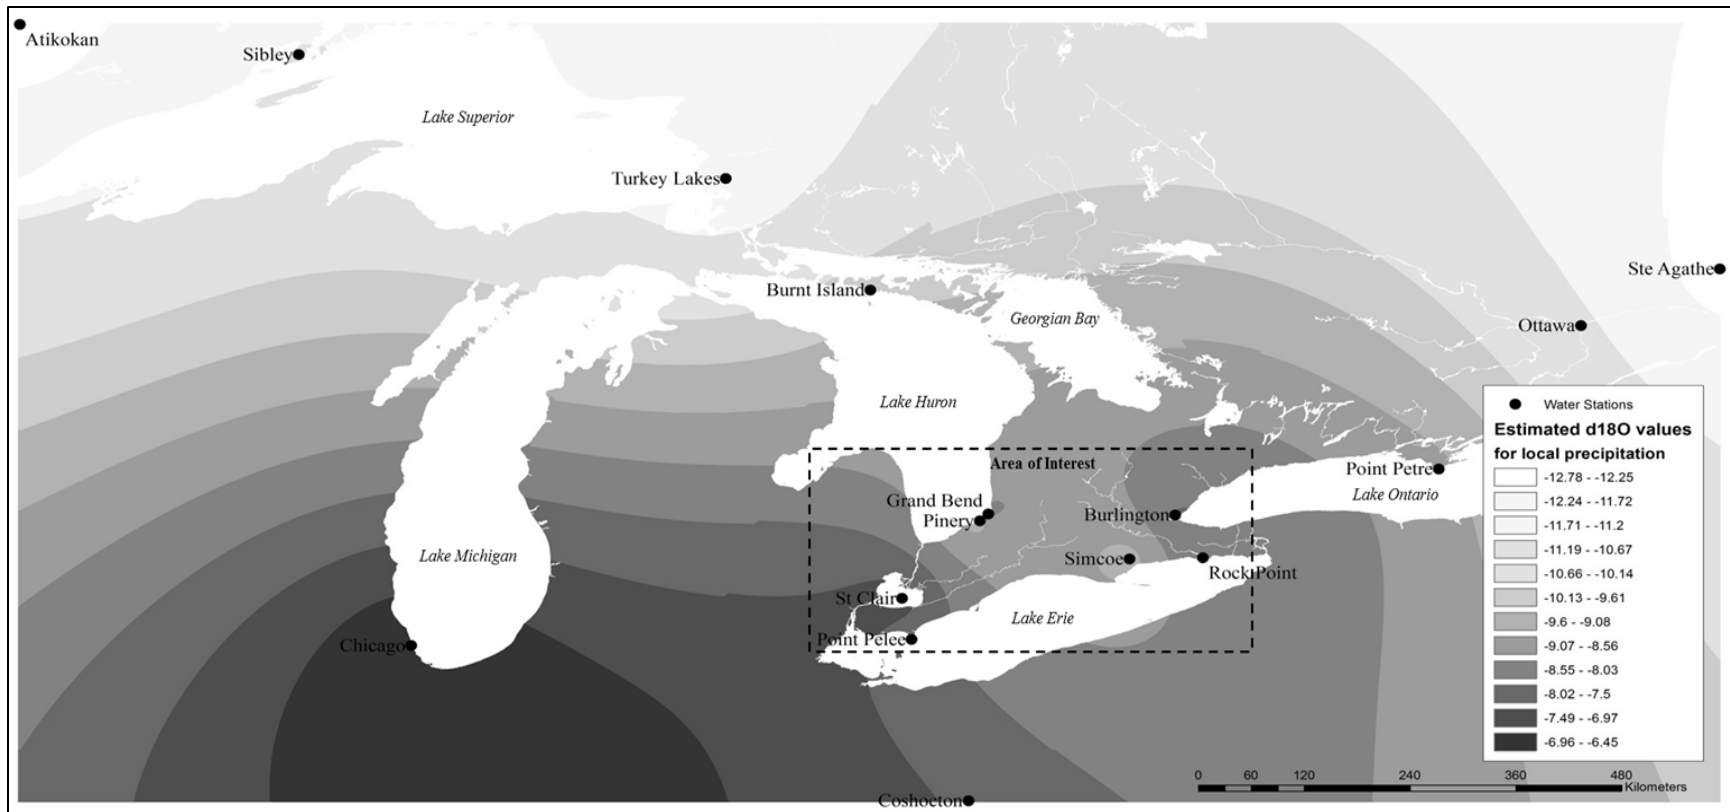 Atikokan
Sibley
Lake Superior
Turkey Lakes
Ste Agathe
Burnt Island
Georgian Bay
Ottawa
Lake Huron
Water Stations
Estimated d18O values
for local precipitation
-12.78 - -12.25
-12.24 - -11.72
-11.71 - -11.2
-11.19 - -10.67
-10.66 - -10.14
-10.13 - -9.61
-9.6 - -9.08
-9.07 - -8.56
-8.55 - -8.03
-8.02 - -7.5
-7.49 - -6.97
-6.96 - -6.45
Area of Interest
Point Petre
Lake Ontario
Grand Bend
Pinery
Burlington
Lake Michigan
Simcoe
Rock Point
St Clair
Lake Erie
Point Pelee
Chicago
0 60 120 240 360 480
Kilometers
Coshocton